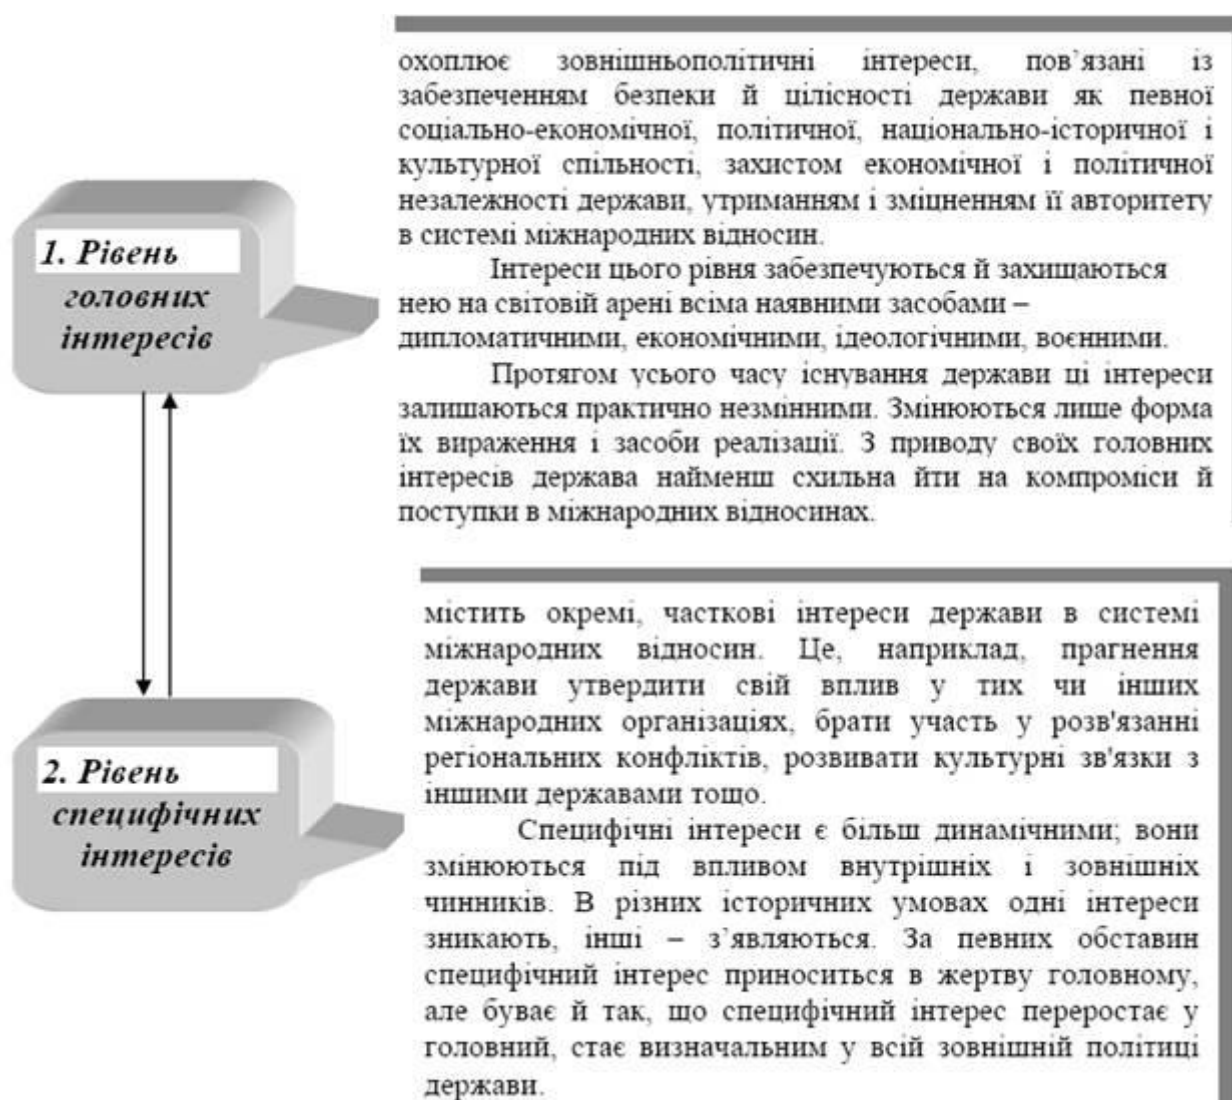 охоплює зовнішньополітичні інтереси, пов’язані із
забезпеченням безпеки й цілісності держави як певної
соціально-економічної, політичної, національно-історичної і
культурної спільності, захистом економічної і політичної
незалежності держави, утриманням і зміцненням її авторитету
в системі міжнародних відносин.
Інтереси цього рівня забезпечуються й захищаються
нею на світовій арені всіма наявними засобами –
дипломатичними, економічними, ідеологічними, воєнними.
Протягом усього часу існування держави ці інтереси
залишаються практично незмінними. Змінюються лише форма
їх вираження і засоби реалізації. З приводу своїх головних
інтересів держава найменш схильна йти на компроміси й
поступки в міжнародних відносинах.
1. Рівень
головних
інтересів
містить окремі, часткові інтереси держави в системі
міжнародних відносин. Це, наприклад, прагнення
держави утвердити свій вплив у тих чи інших
міжнародних організаціях, брати участь у розв'язанні
регіональних конфліктів, розвивати культурні зв'язки з
іншими державами тощо.
Специфічні інтереси є більш динамічними; вони
змінюються під впливом внутрішніх і зовнішніх
чинників. В різних історичних умовах одні інтереси
зникають, інші – з’являються. За певних обставин
специфічний інтерес приноситься в жертву головному,
але буває й так, що специфічний інтерес переростає у
головний, стає визначальним у всій зовнішній політиці
держави.
2. Рівень
специфічних
інтересів